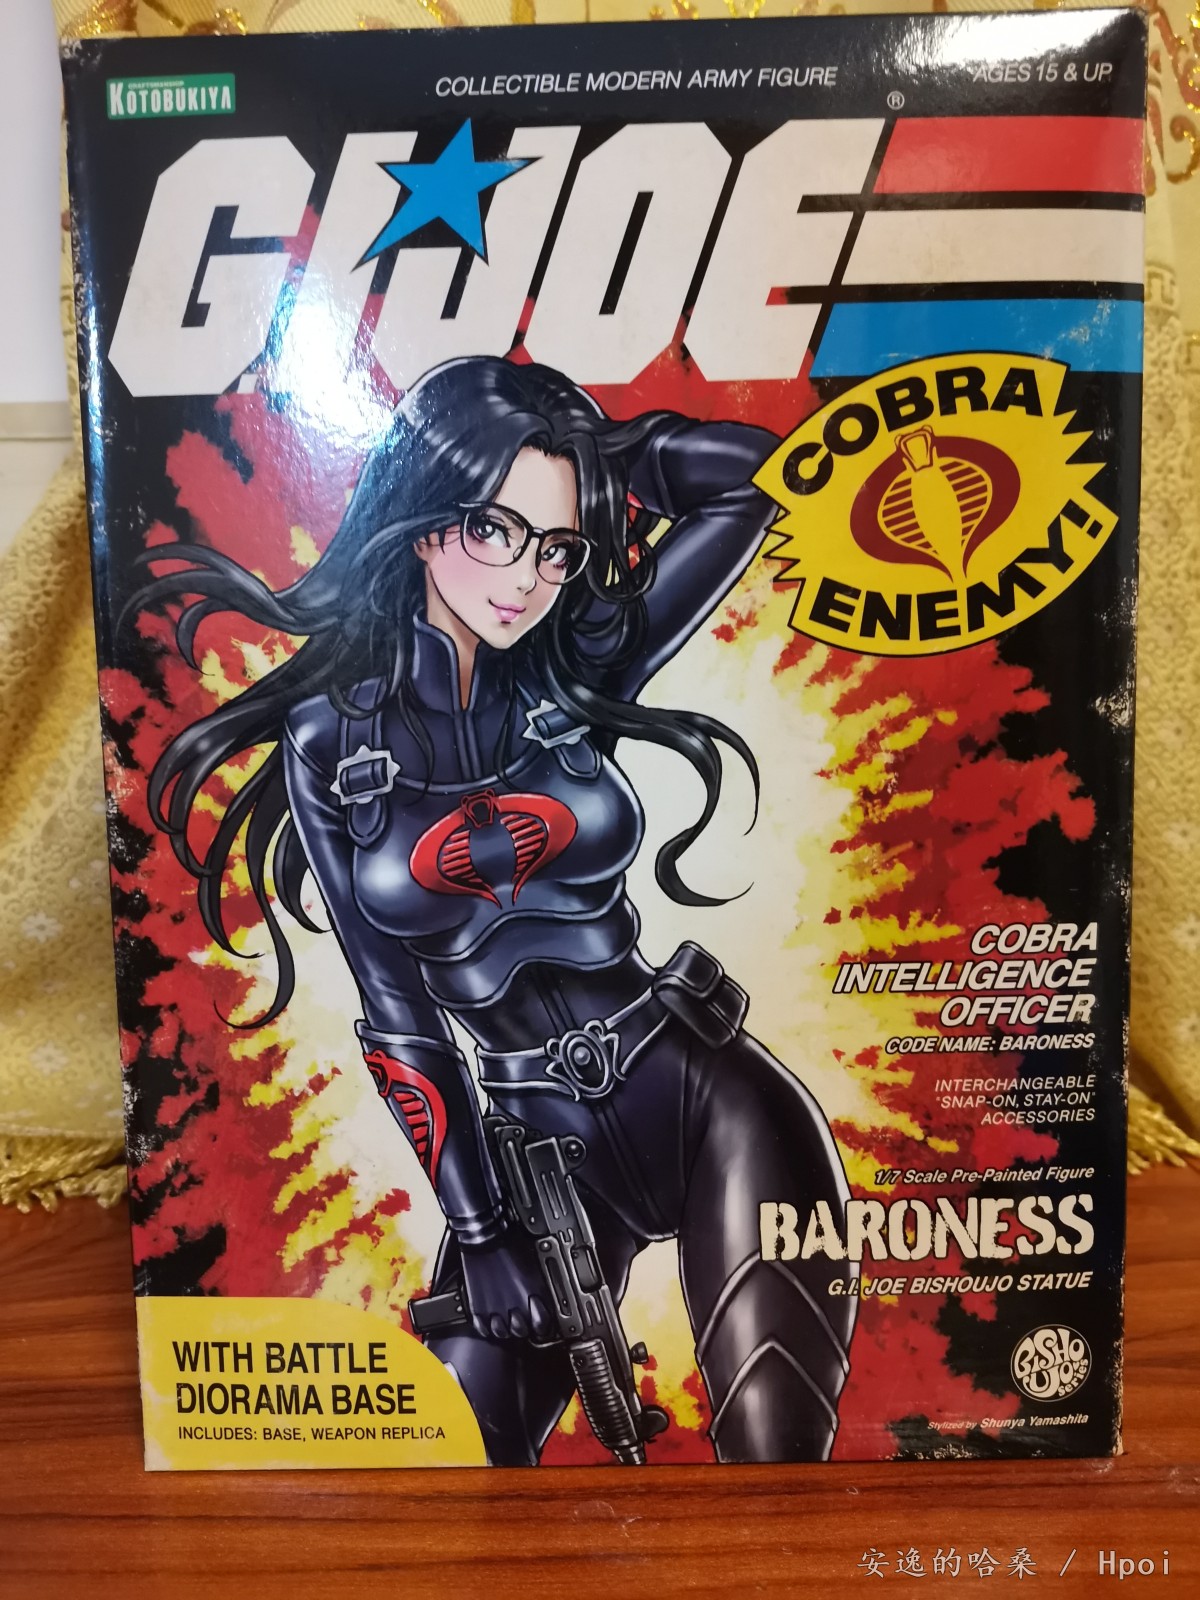 CRAFTSMANSHIP
KOTOBUKIYA
COLLECTIBLE MODERN ARMY FIGURE
AGES 15 & UP
G.I. JOE ®
COBRA
ENEMY!
COBRA
INTELLIGENCE
OFFICER
CODE NAME: BARONESS
INTERCHANGEABLE
"SNAP-ON, STAY-ON"
ACCESSORIES
1/7 Scale Pre-Painted Figure
BARONESS
G.I. JOE BISHOUJO STATUE
BISHOUJO series
Stylized by Shunya Yamashita
WITH BATTLE
DIORAMA BASE
INCLUDES: BASE, WEAPON REPLICA
安逸的哈桑 / Hpoi